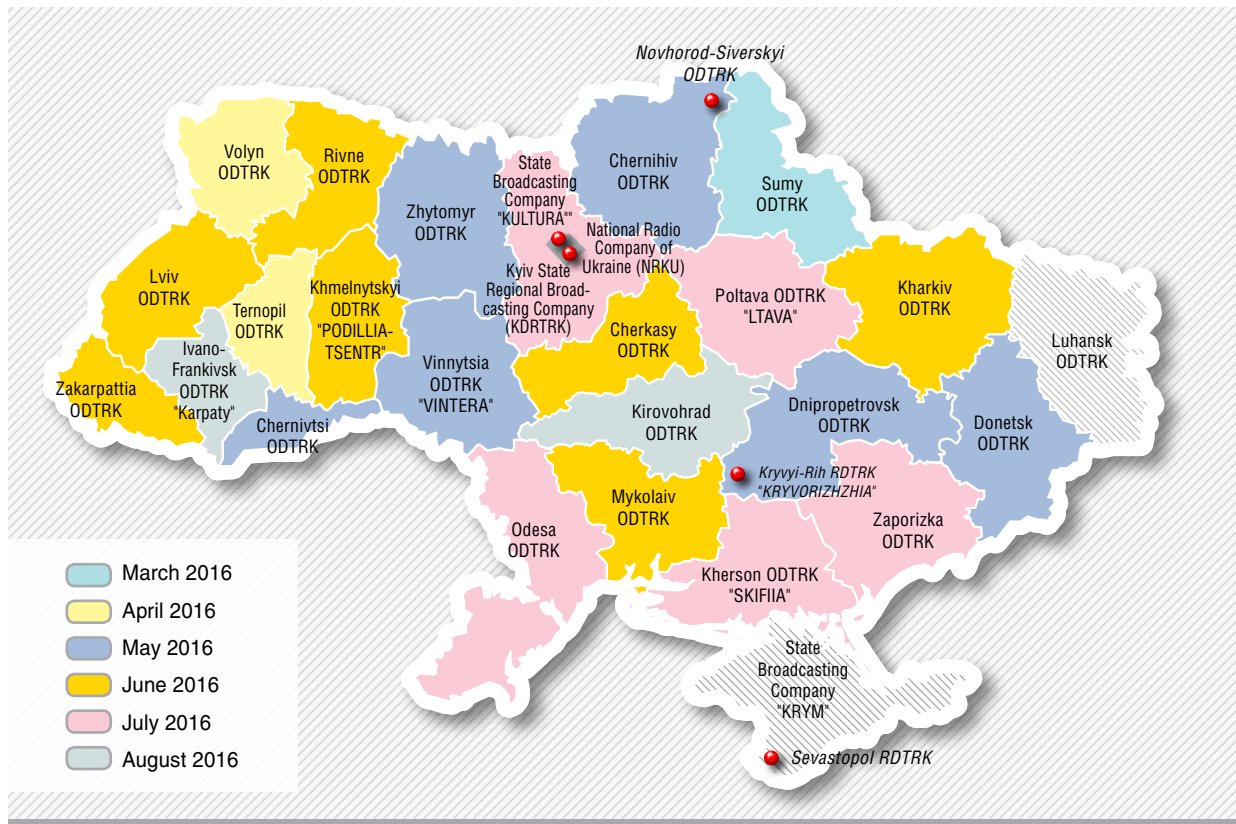 Novhorod-Siverskyi
ODTRK
Volyn
ODTRK
Rivne
ODTRK
Zhytomyr
ODTRK
State
Broadcasting
Company
"KULTURA""
Chernihiv
ODTRK
Sumy
ODTRK
National Radio
Company of
Ukraine (NRKU)
Kyiv State
Regional Broad-
casting Company
(KDRTRK)
Lviv
ODTRK
Ternopil
ODTRK
Khmelnytskyi
ODTRK
"PODILLIA-
TSENTR"
Cherkasy
ODTRK
Poltava ODTRK
"LTAVA"
Kharkiv
ODTRK
Luhansk
ODTRK
Zakarpattia
ODTRK
Ivano-
Frankivsk
ODTRK
"Karpaty"
Chernivtsi
ODTRK
Vinnytsia
ODTRK
"VINTERA"
Kirovohrad
ODTRK
Dnipropetrovsk
ODTRK
Donetsk
ODTRK
Kryvyi-Rih RDTRK
"KRYVORIZHZHIA"
Mykolaiv
ODTRK
Odesa
ODTRK
Zaporizka
ODTRK
Kherson ODTRK
"SKIFIIA"
State
Broadcasting
Company
"KRYM"
Sevastopol RDTRK
March 2016
April 2016
May 2016
June 2016
July 2016
August 2016